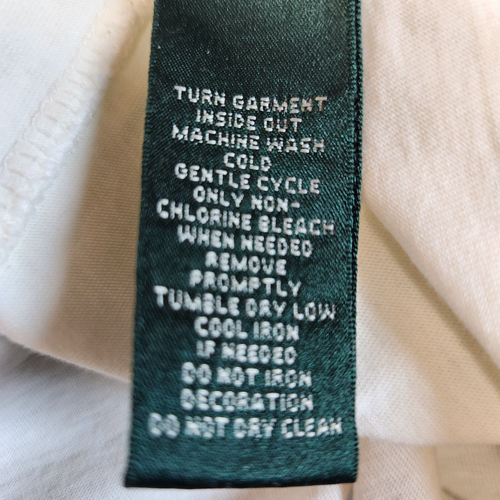 TURN GARMENT
INSIDE OUT
MACHINE WASH
COLD
GENTLE CYCLE
ONLY NON-
CHLORINE BLEACH
WHEN NEEDED
REMOVE
PROMPTLY
TUMBLE DRY LOW
COOL IRON
IF NEEDED
DO NOT IRON
DECORATION
DO NOT DRY CLEAN